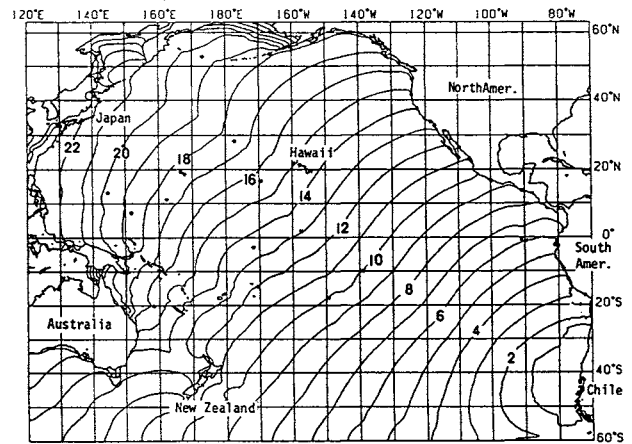 120°E 140°E 160°E 180° 160°W 140°W 120°W 100°W 80°W
60°N
NorthAmer.
40°N
Japan
22 20 18 Hawaii
16 20°N
14
12 0°
South
Amer.
10
8
20°S
6
Australia 4
2
40°S
Chile
New Zealand
60°S